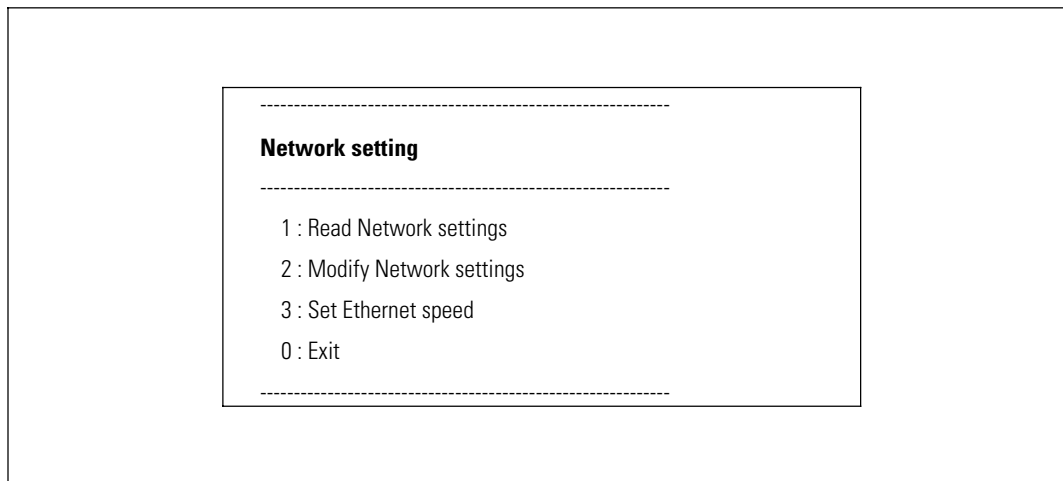 -------------------------------------------------------------
Network setting
-------------------------------------------------------------
1 : Read Network settings
2 : Modify Network settings
3 : Set Ethernet speed
0 : Exit
-------------------------------------------------------------